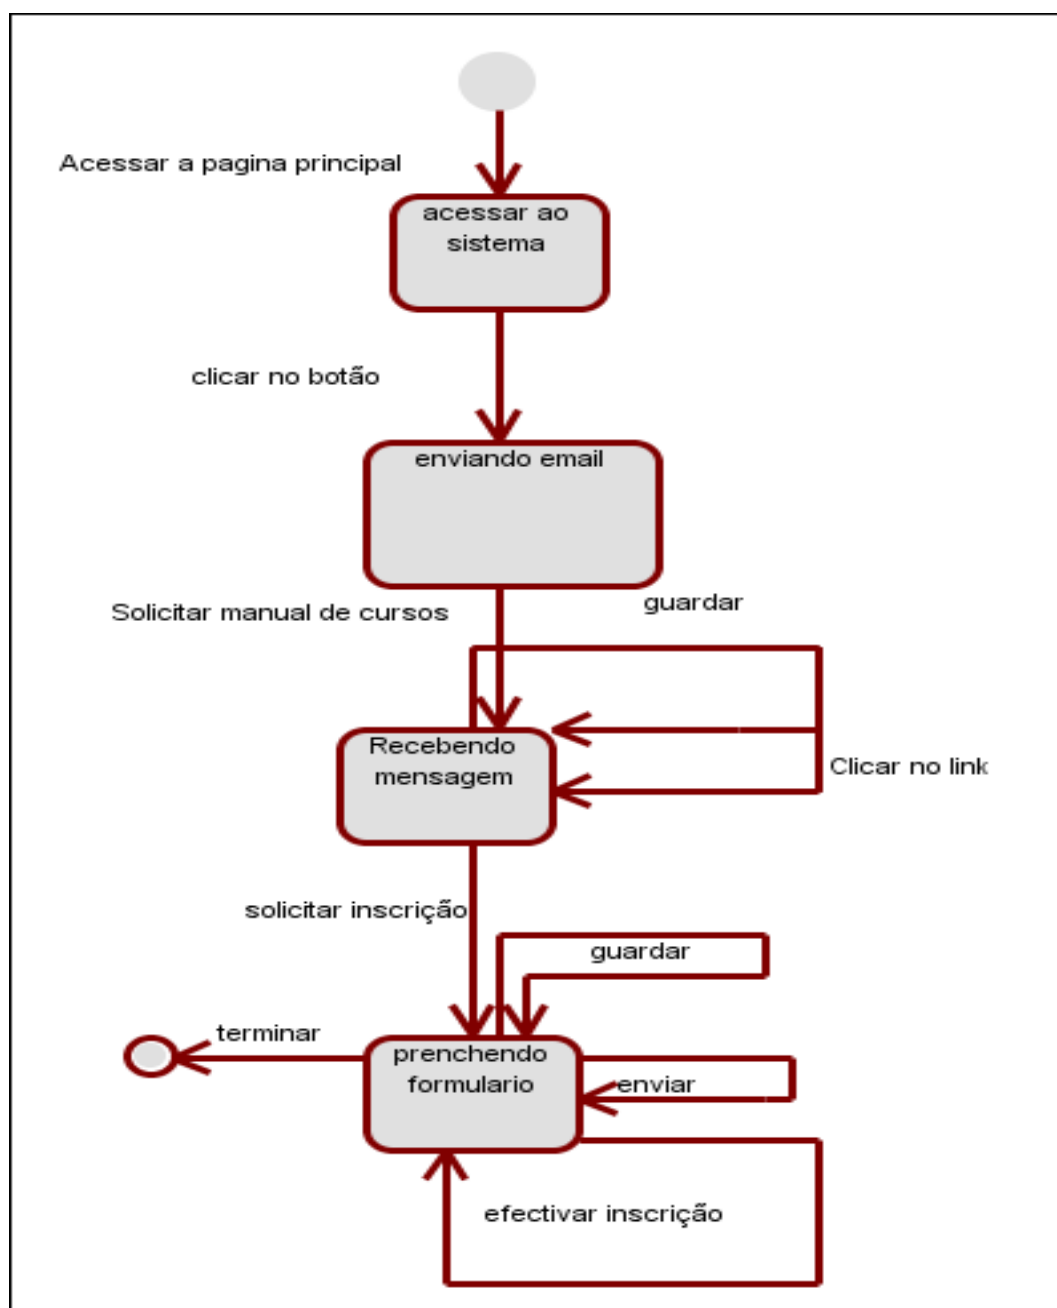 Acessar a pagina principal
acessar ao
sistema
clicar no botão
enviando email
Solicitar manual de cursos
guardar
Recebendo
mensagem
Clicar no link
solicitar inscrição
guardar
terminar
prenchendo
formulario
enviar
efectivar inscrição